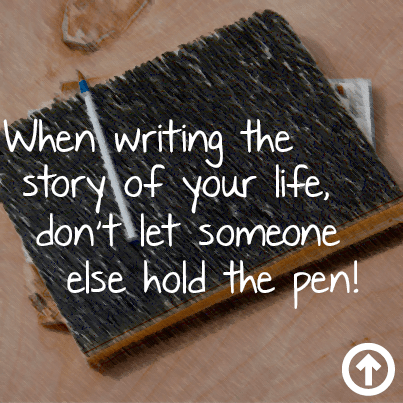 When writing the
story of your life,
don't let someone
else hold the pen!